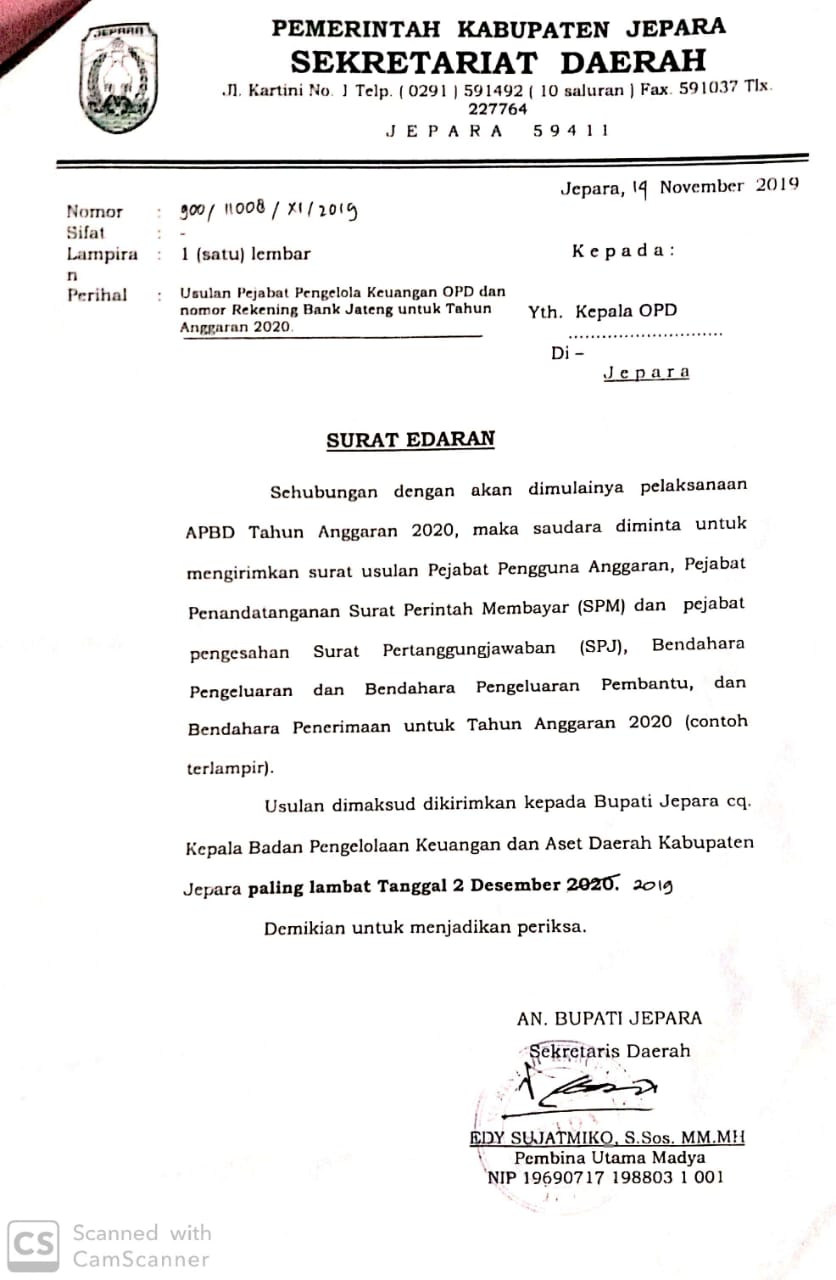 JEPARA
PEMERINTAH KABUPATEN JEPARA
SEKRETARIAT DAERAH
Jl. Kartini No. 1 Telp. ( 0291 ) 591492 ( 10 saluran ) Fax. 591037 Tlx.
227764
J E P A R A 5 9 4 1 1
Jepara, 19 November 2019
Nomor : 900/ 11008 / XI / 2019
Sifat : -
Lampira : 1 (satu) lembar
n
Perihal : Usulan Pejabat Pengelola Keuangan OPD dan
nomor Rekening Bank Jateng untuk Tahun
Anggaran 2020.
K e p a d a :
Yth. Kepala OPD
..............................
Di –
J e p a r a
SURAT EDARAN
Sehubungan dengan akan dimulainya pelaksanaan
APBD Tahun Anggaran 2020, maka saudara diminta untuk
mengirimkan surat usulan Pejabat Pengguna Anggaran, Pejabat
Penandatanganan Surat Perintah Membayar (SPM) dan pejabat
pengesahan Surat Pertanggungjawaban (SPJ), Bendahara
Pengeluaran dan Bendahara Pengeluaran Pembantu, dan
Bendahara Penerimaan untuk Tahun Anggaran 2020 (contoh
terlampir).
Usulan dimaksud dikirimkan kepada Bupati Jepara cq.
Kepala Badan Pengelolaan Keuangan dan Aset Daerah Kabupaten
Jepara paling lambat Tanggal 2 Desember 2020. 2019
Demikian untuk menjadikan periksa.
AN. BUPATI JEPARA
Sekretaris Daerah
EDY SUJATMIKO, S.Sos. MM.MH
Pembina Utama Madya
NIP 19690717 198803 1 001
CS Scanned with
CamScanner